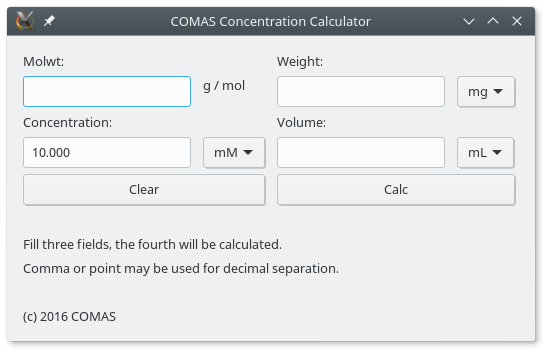 COMAS Concentration Calculator
Molwt:
Weight:
g / mol
mg
Concentration:
Volume:
10.000
mM
mL
Clear
Calc
Fill three fields, the fourth will be calculated.
Comma or point may be used for decimal separation.
(c) 2016 COMAS